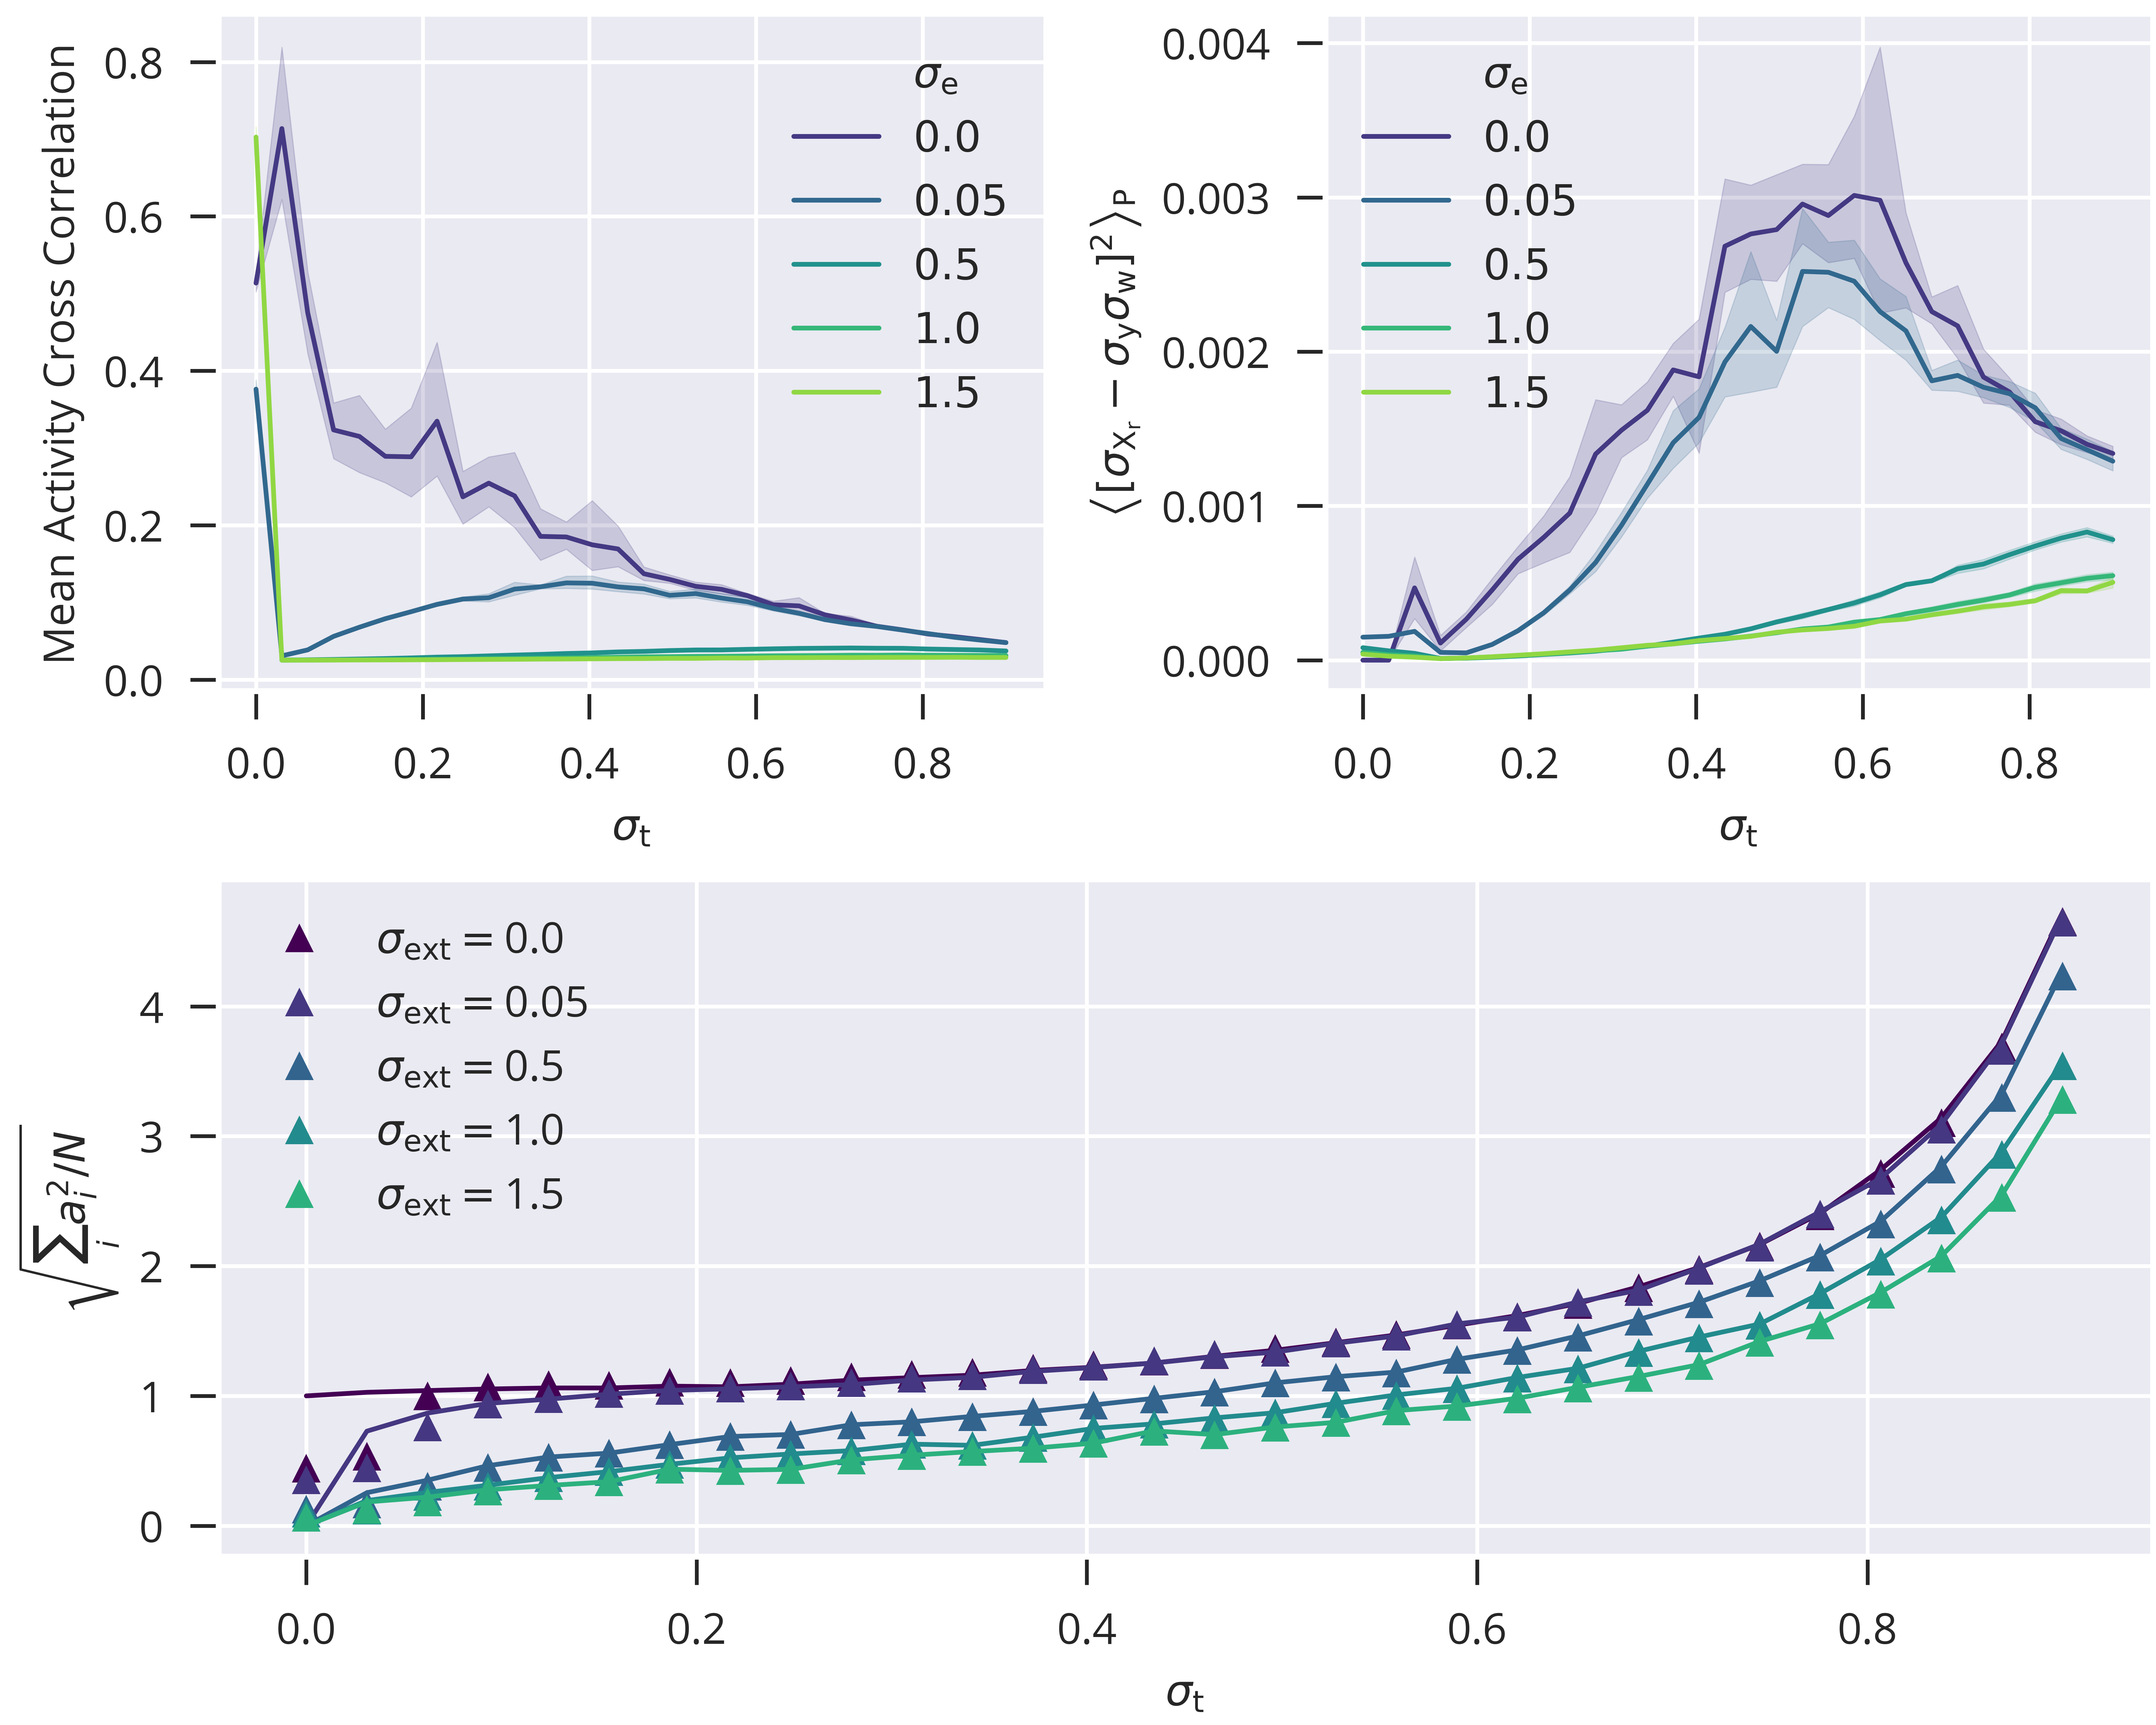 Mean Activity Cross Correlation
0.8
0.6
0.4
0.2
0.0
0.0 0.2 0.4 0.6 0.8
σt
σe
0.0
0.05
0.5
1.0
1.5
⟨[σXr − σyσw]²⟩P
0.004
0.003
0.002
0.001
0.000
0.0 0.2 0.4 0.6 0.8
σt
σe
0.0
0.05
0.5
1.0
1.5
√∑i ai²/N
4
3
2
1
0
0.0 0.2 0.4 0.6 0.8
σt
σext = 0.0
σext = 0.05
σext = 0.5
σext = 1.0
σext = 1.5